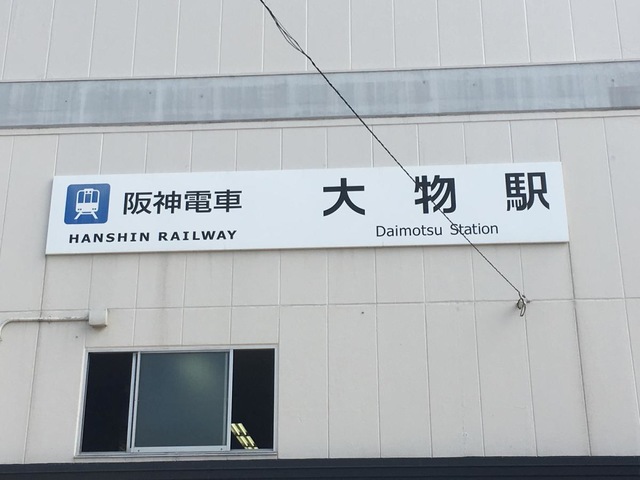 阪神電車
HANSHIN RAILWAY
大物駅
Daimotsu Station